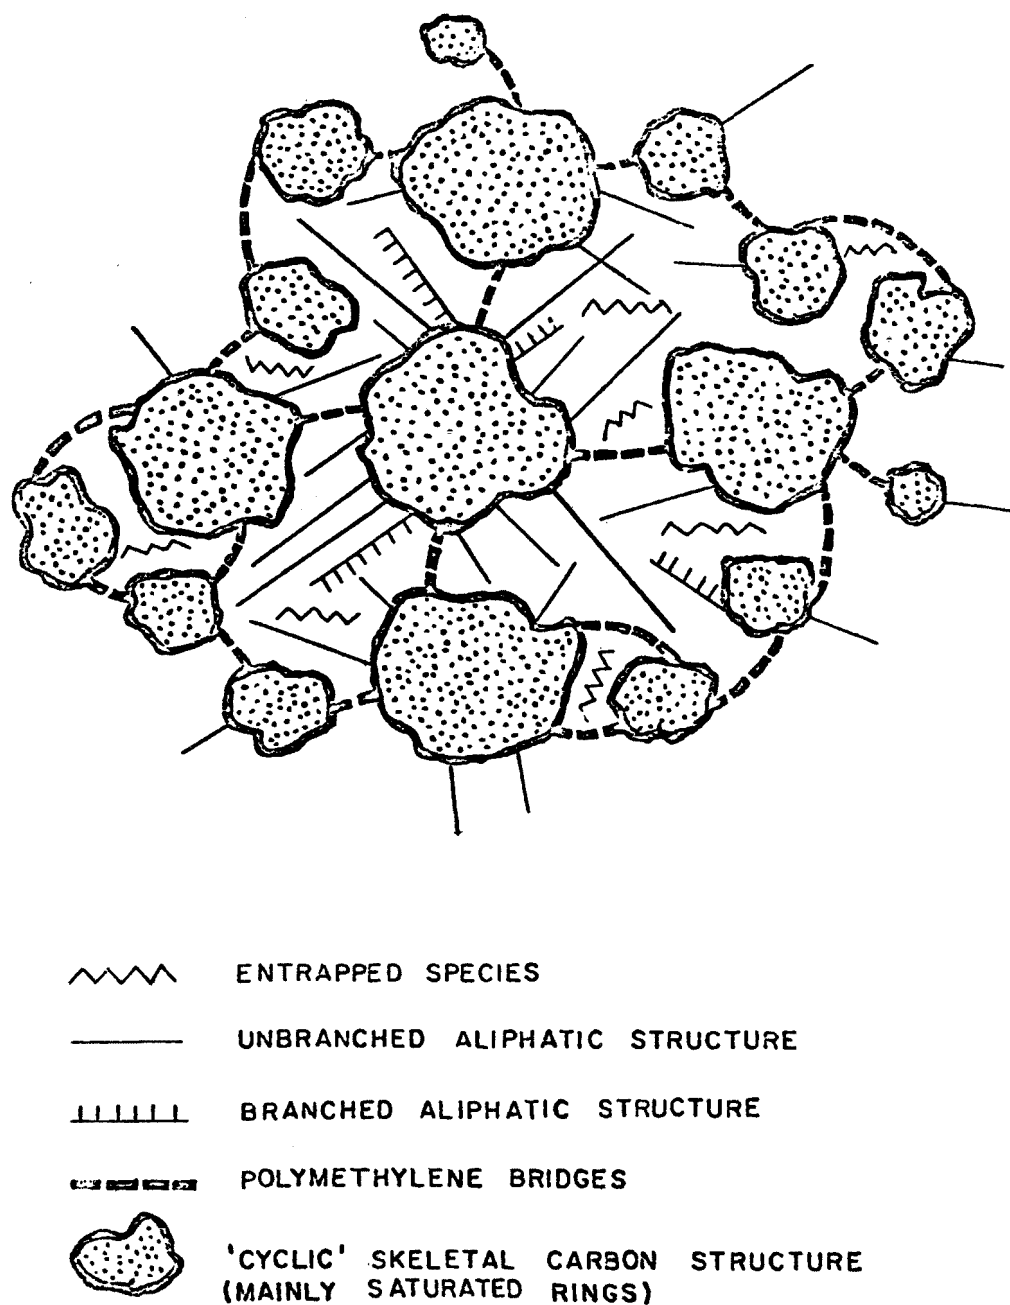 ENTRAPPED SPECIES
UNBRANCHED ALIPHATIC STRUCTURE
BRANCHED ALIPHATIC STRUCTURE
POLYMETHYLENE BRIDGES
'CYCLIC' SKELETAL CARBON STRUCTURE
(MAINLY SATURATED RINGS)